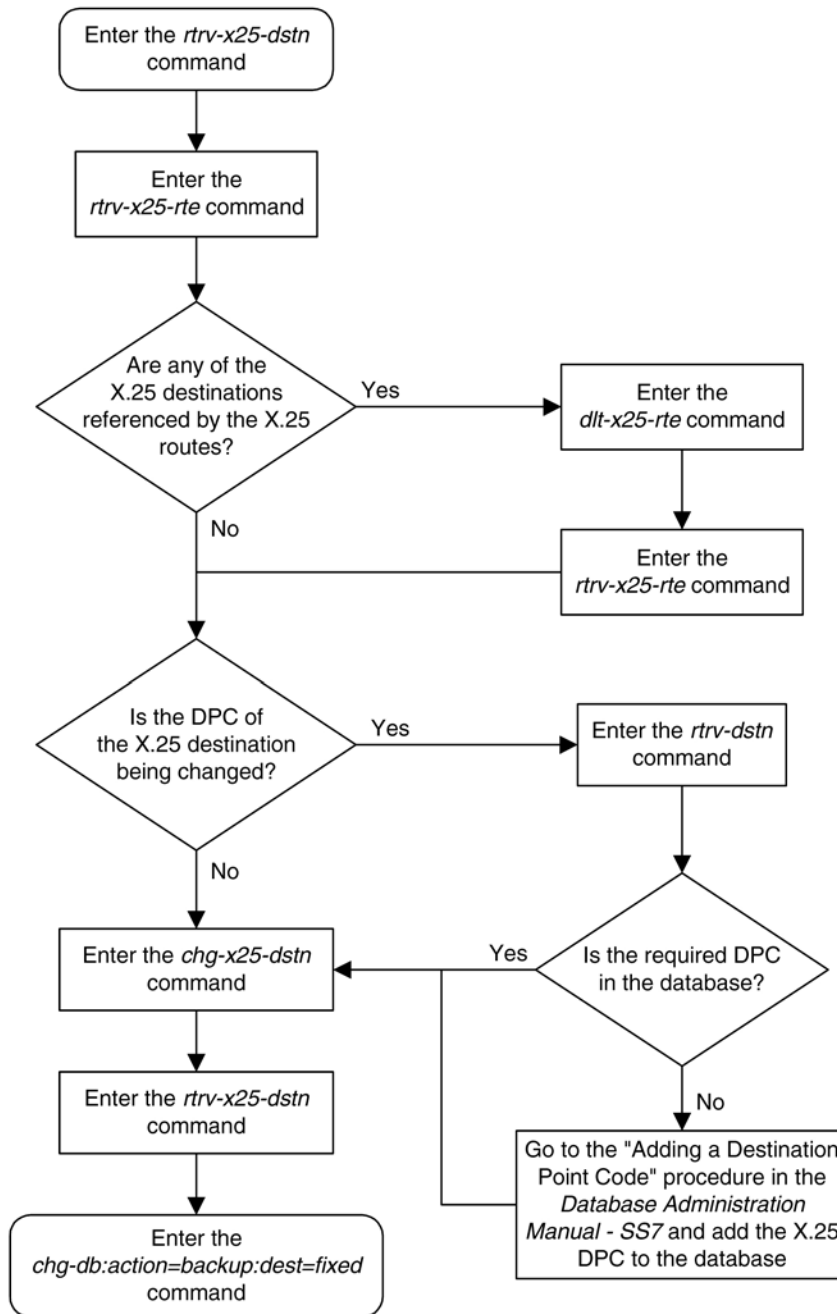 Enter the rtrv-x25-dstn
command
Enter the
rtrv-x25-rte command
Are any of the
X.25 destinations
referenced by the X.25
routes?
Yes
Enter the
dlt-x25-rte command
No
Enter the
rtrv-x25-rte command
Is the DPC of
the X.25 destination
being changed?
Yes
Enter the rtrv-dstn
command
No
Enter the chg-x25-dstn
command
Yes
Is the required DPC
in the database?
Enter the rtrv-x25-dstn
command
No
Go to the "Adding a Destination
Point Code" procedure in the
Database Administration
Manual - SS7 and add the X.25
DPC to the database
Enter the
chg-db:action=backup:dest=fixed
command